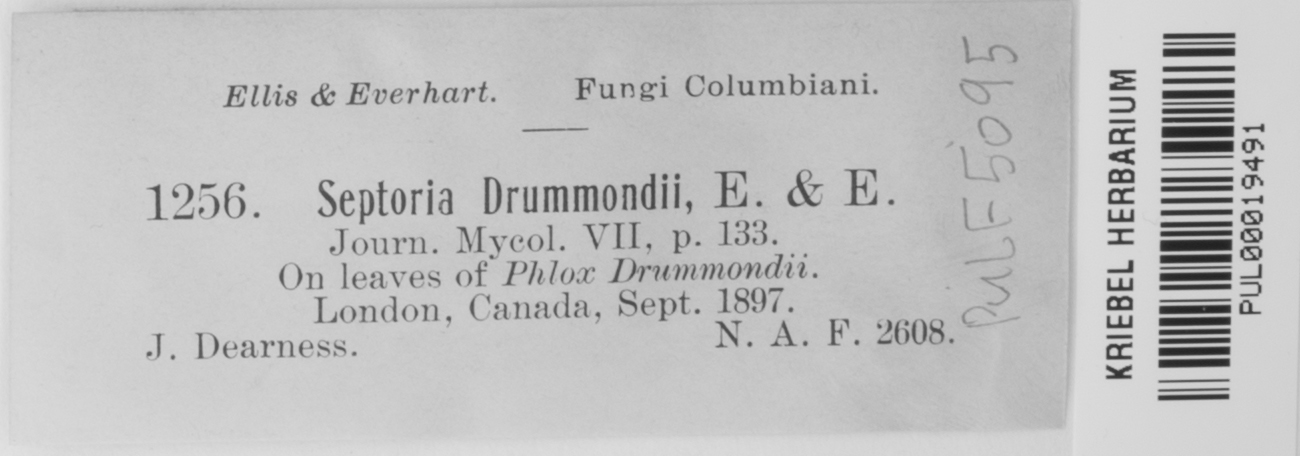 Ellis & Everhart. Fungi Columbiani.
1256. Septoria Drummondii, E. & E.
Journ. Mycol. VII, p. 133.
On leaves of Phlox Drummondii.
London, Canada, Sept. 1897.
J. Dearness. N. A. F. 2608.
PULF 5095
KRIEBEL HERBARIUM
PUL00019491